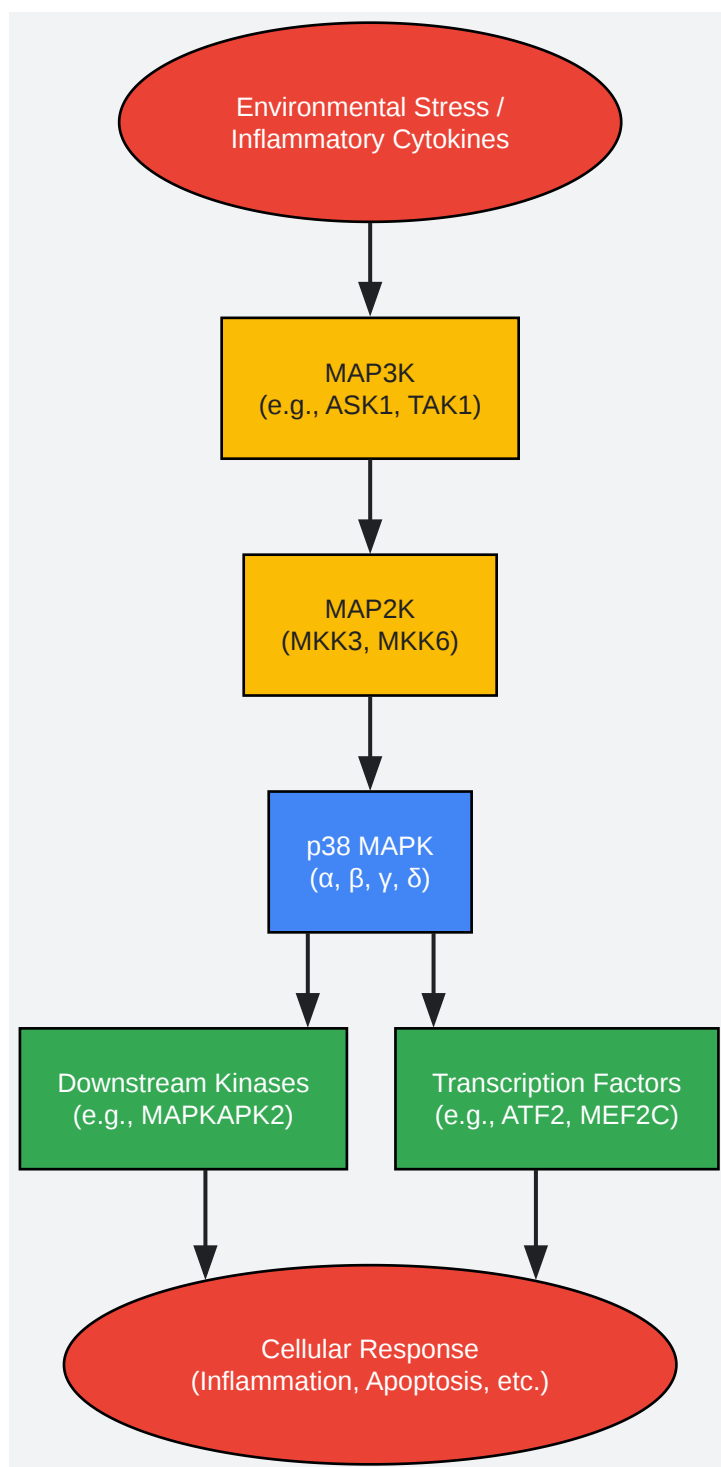 Environmental Stress /
Inflammatory Cytokines
MAP3K
(e.g., ASK1, TAK1)
MAP2K
(MKK3, MKK6)
p38 MAPK
(α, β, γ, δ)
Downstream Kinases
(e.g., MAPKAPK2)
Transcription Factors
(e.g., ATF2, MEF2C)
Cellular Response
(Inflammation, Apoptosis, etc.)